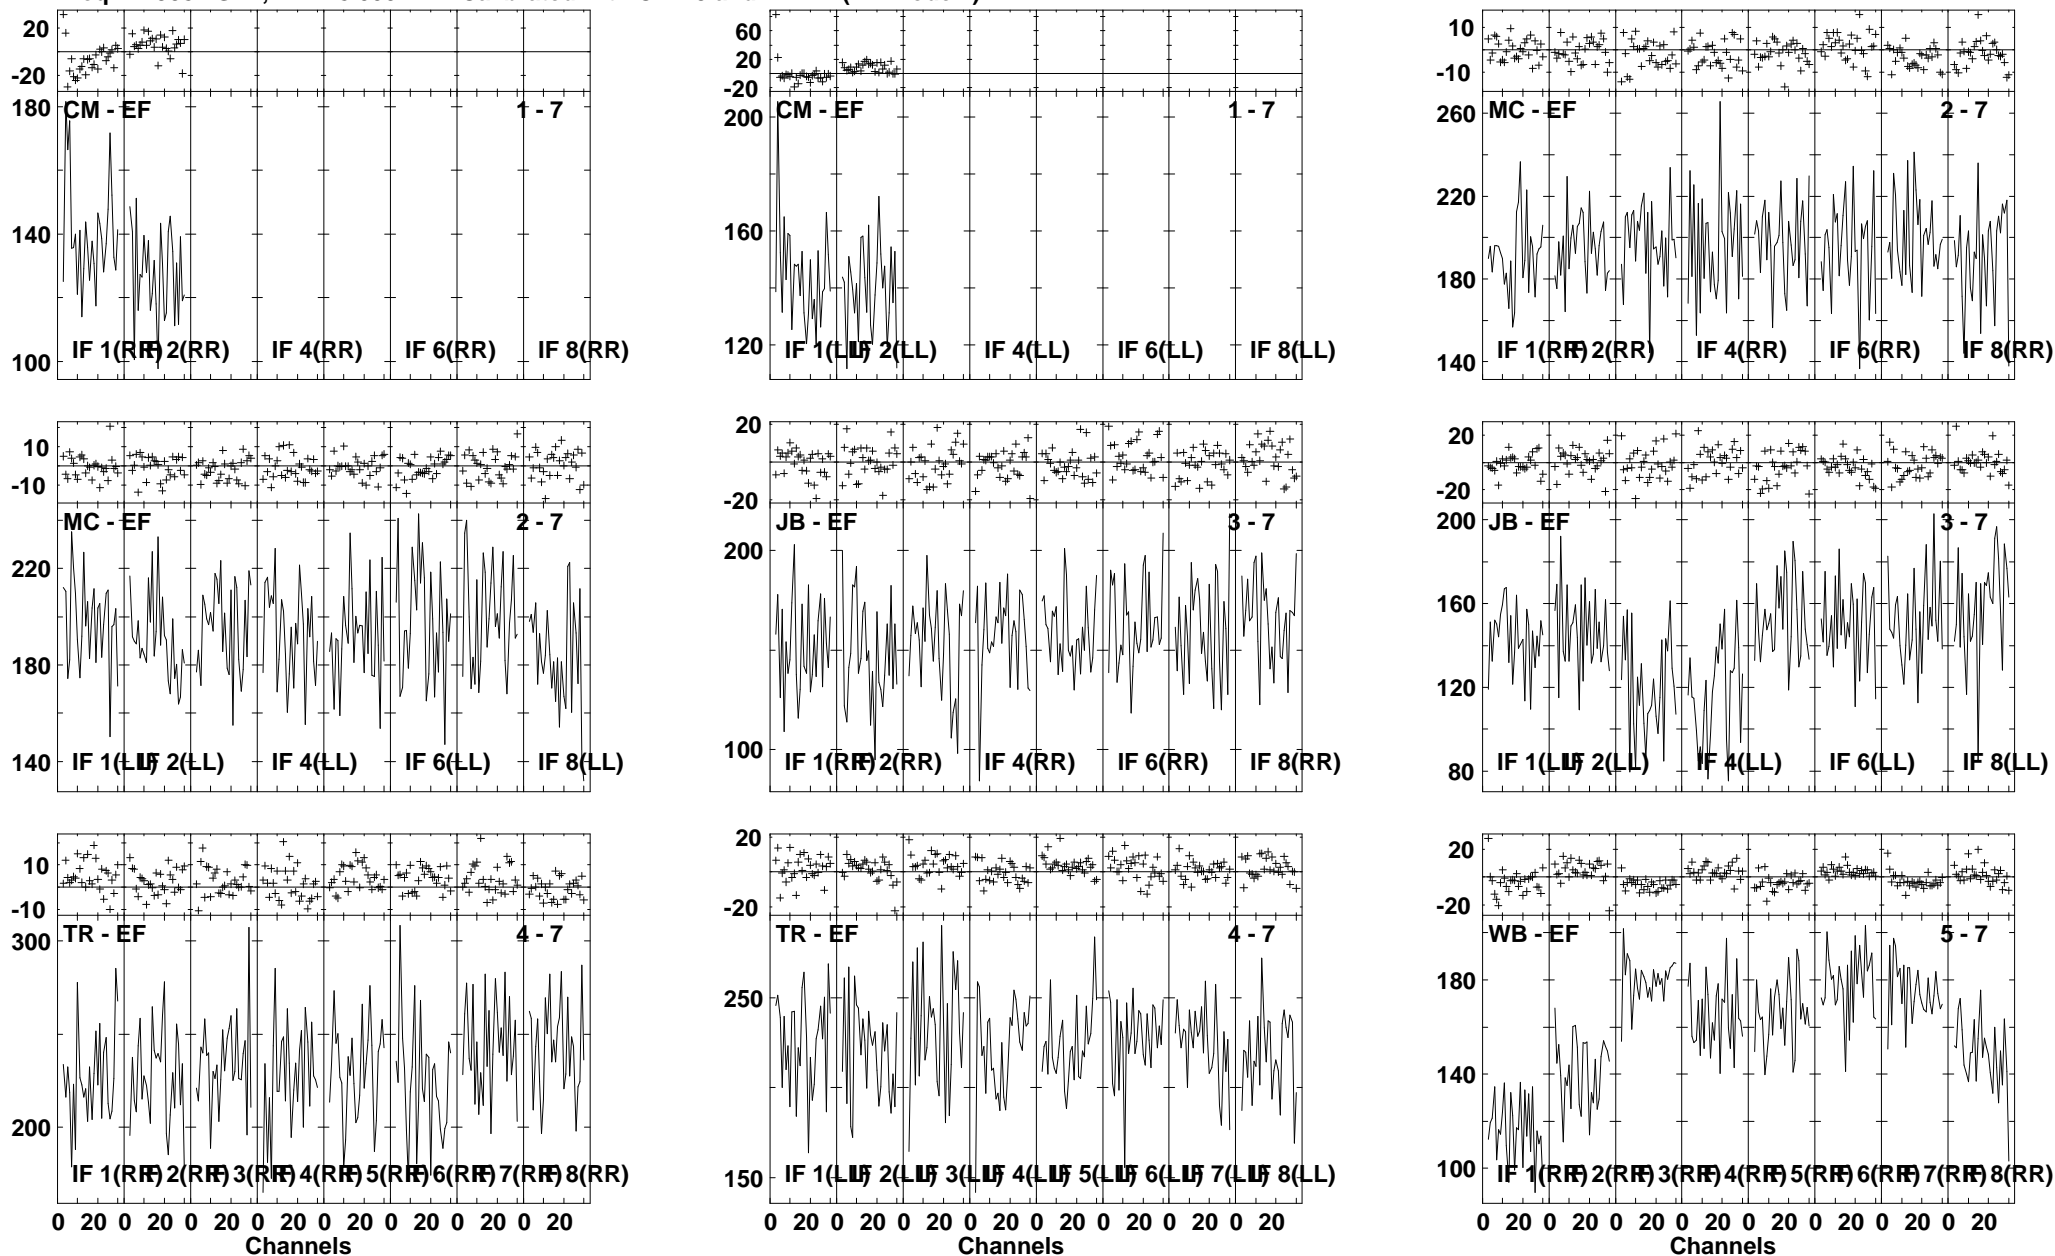 20 60 10
20
-20 -20 -10
180 CM - EF 1 - 7 200 CM - EF 1 - 7 260 MC - EF 2 - 7
220
140 160
180
IF 1(RR) IF 2(RR) IF 4(RR) IF 6(RR) IF 8(RR) IF 1(LL) IF 2(LL) IF 4(LL) IF 6(LL) IF 8(LL) IF 1(RR) IF 2(RR) IF 4(RR) IF 6(RR) IF 8(RR)
100 120 140
10 20 20
-10 -20 -20
MC - EF 2 - 7 JB - EF 3 - 7 JB - EF 3 - 7
220 200 200
160
180 120
140 IF 1(LL) IF 2(LL) IF 4(LL) IF 6(LL) IF 8(LL) 100 IF 1(RR) IF 2(RR) IF 4(RR) IF 6(RR) IF 8(RR) 80 IF 1(LL) IF 2(LL) IF 4(LL) IF 6(LL) IF 8(LL)
10 20 20
-10 -20 -20
300 TR - EF 4 - 7 TR - EF 4 - 7 WB - EF 5 - 7
250 180
200 140
IF 1(RR) IF 2(RR) IF 3(RR) IF 4(RR) IF 5(RR) IF 6(RR) IF 7(RR) IF 8(RR) 150 IF 1(LL) IF 2(LL) IF 3(LL) IF 4(LL) IF 5(LL) IF 6(LL) IF 7(LL) IF 8(LL) 100 IF 1(RR) IF 2(RR) IF 3(RR) IF 4(RR) IF 5(RR) IF 6(RR) IF 7(RR) IF 8(RR)
0 20 0 20 0 20 0 20 0 20 0 20 0 20 0 20 0 20 0 20 0 20 0 20 0 20 0 20 0 20 0 20 0 20 0 20 0 20 0 20 0 20 0 20 0 20 0 20
Channels Channels Channels